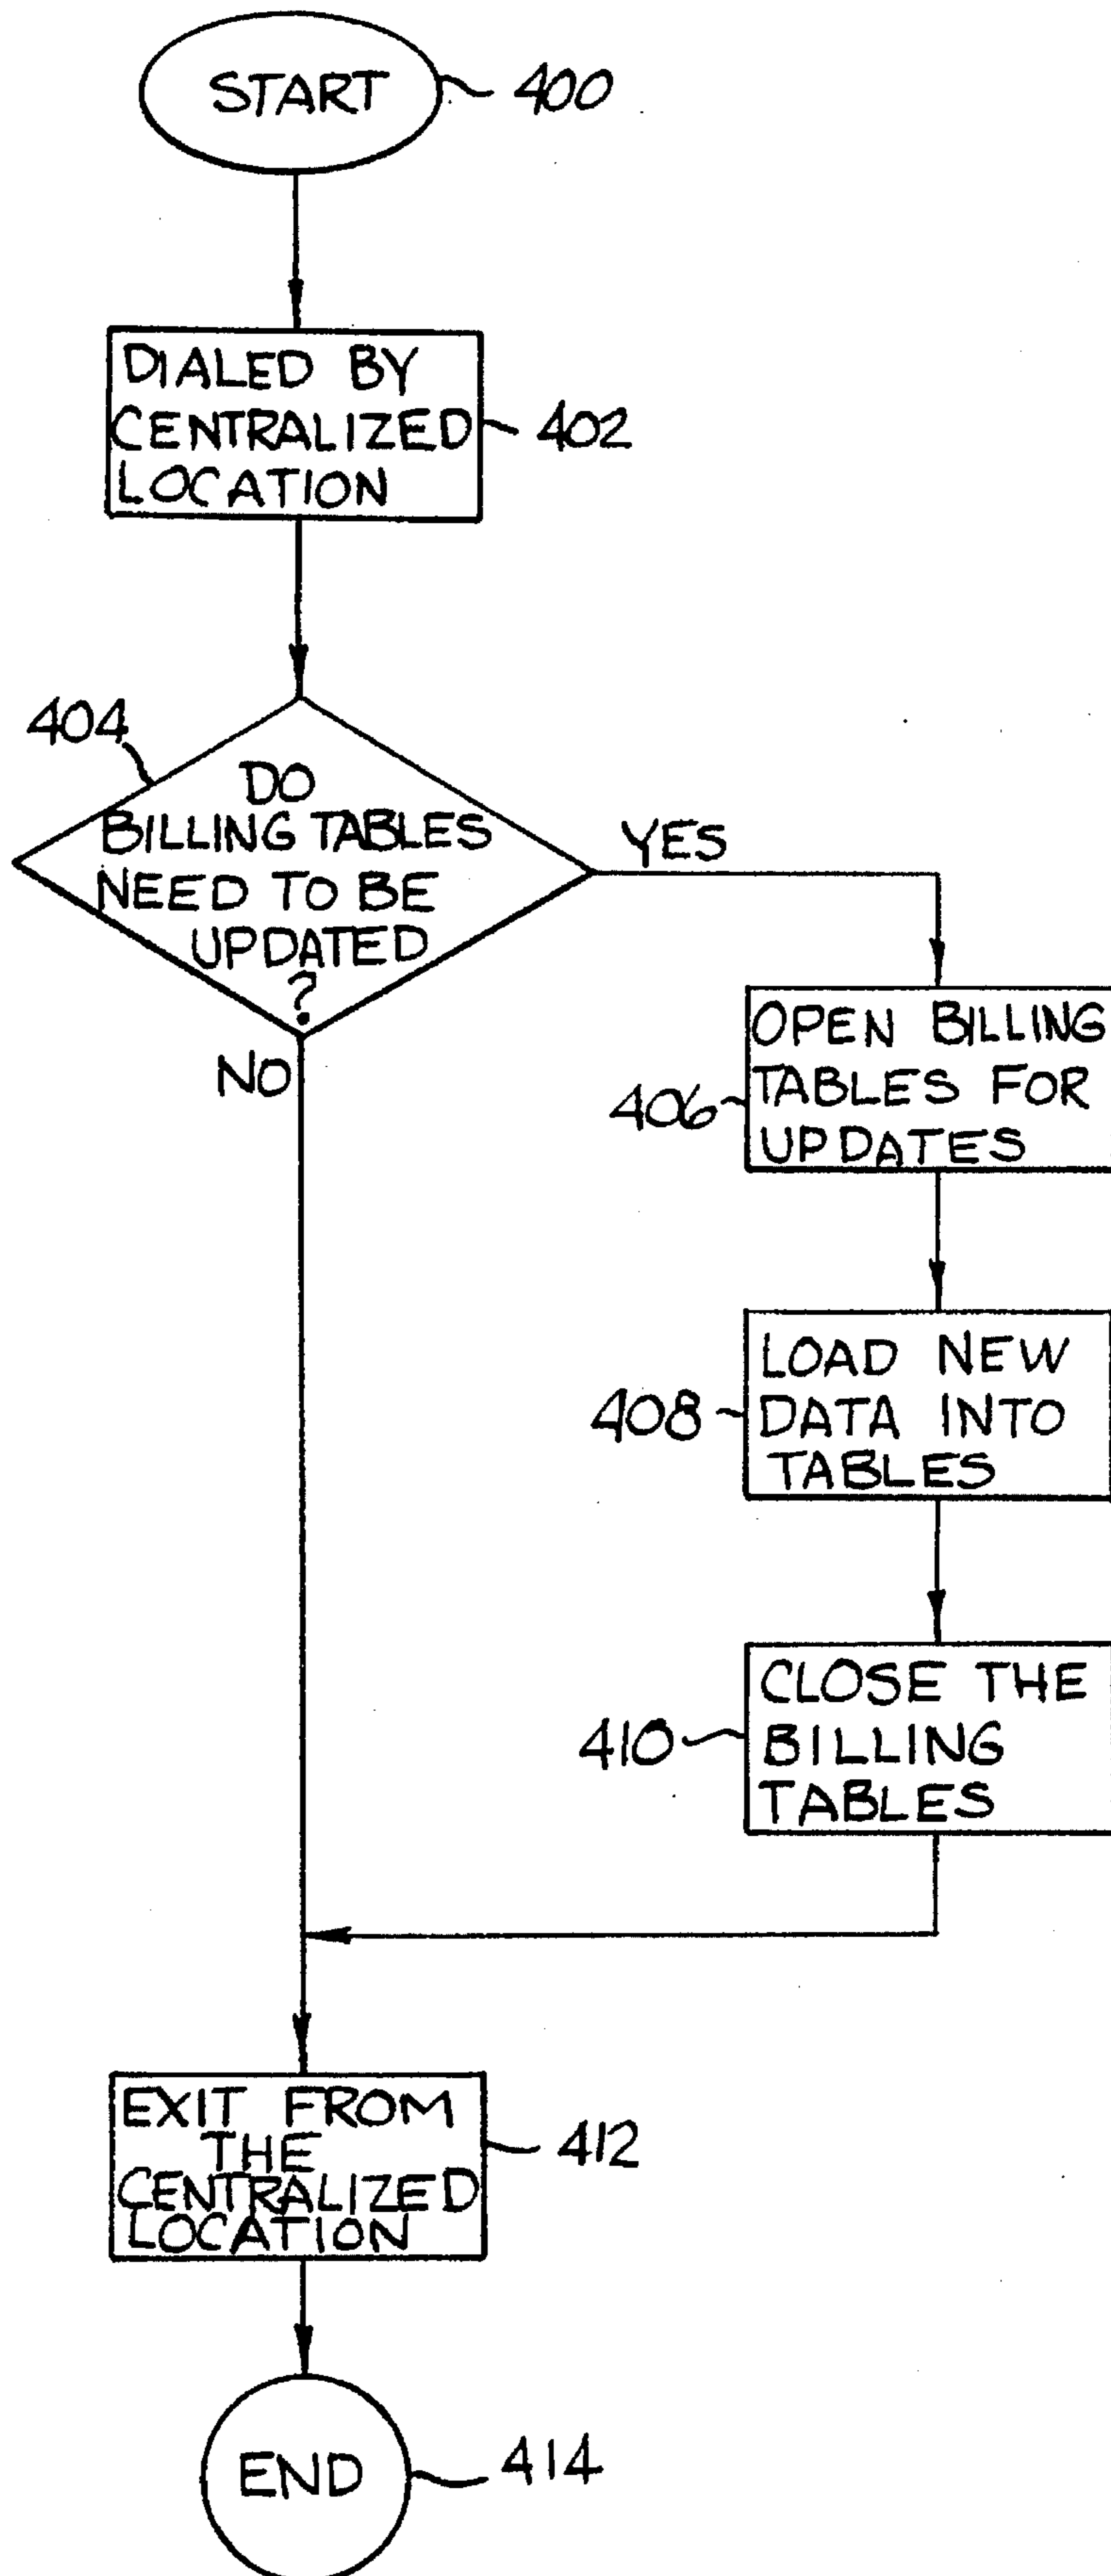 START
400
DIALED BY
CENTRALIZED
LOCATION
402
404
DO
BILLING TABLES
NEED TO BE
UPDATED
?
YES
NO
OPEN BILLING
TABLES FOR
UPDATES
406
LOAD NEW
DATA INTO
TABLES
408
CLOSE THE
BILLING
TABLES
410
EXIT FROM
THE
CENTRALIZED
LOCATION
412
END
414